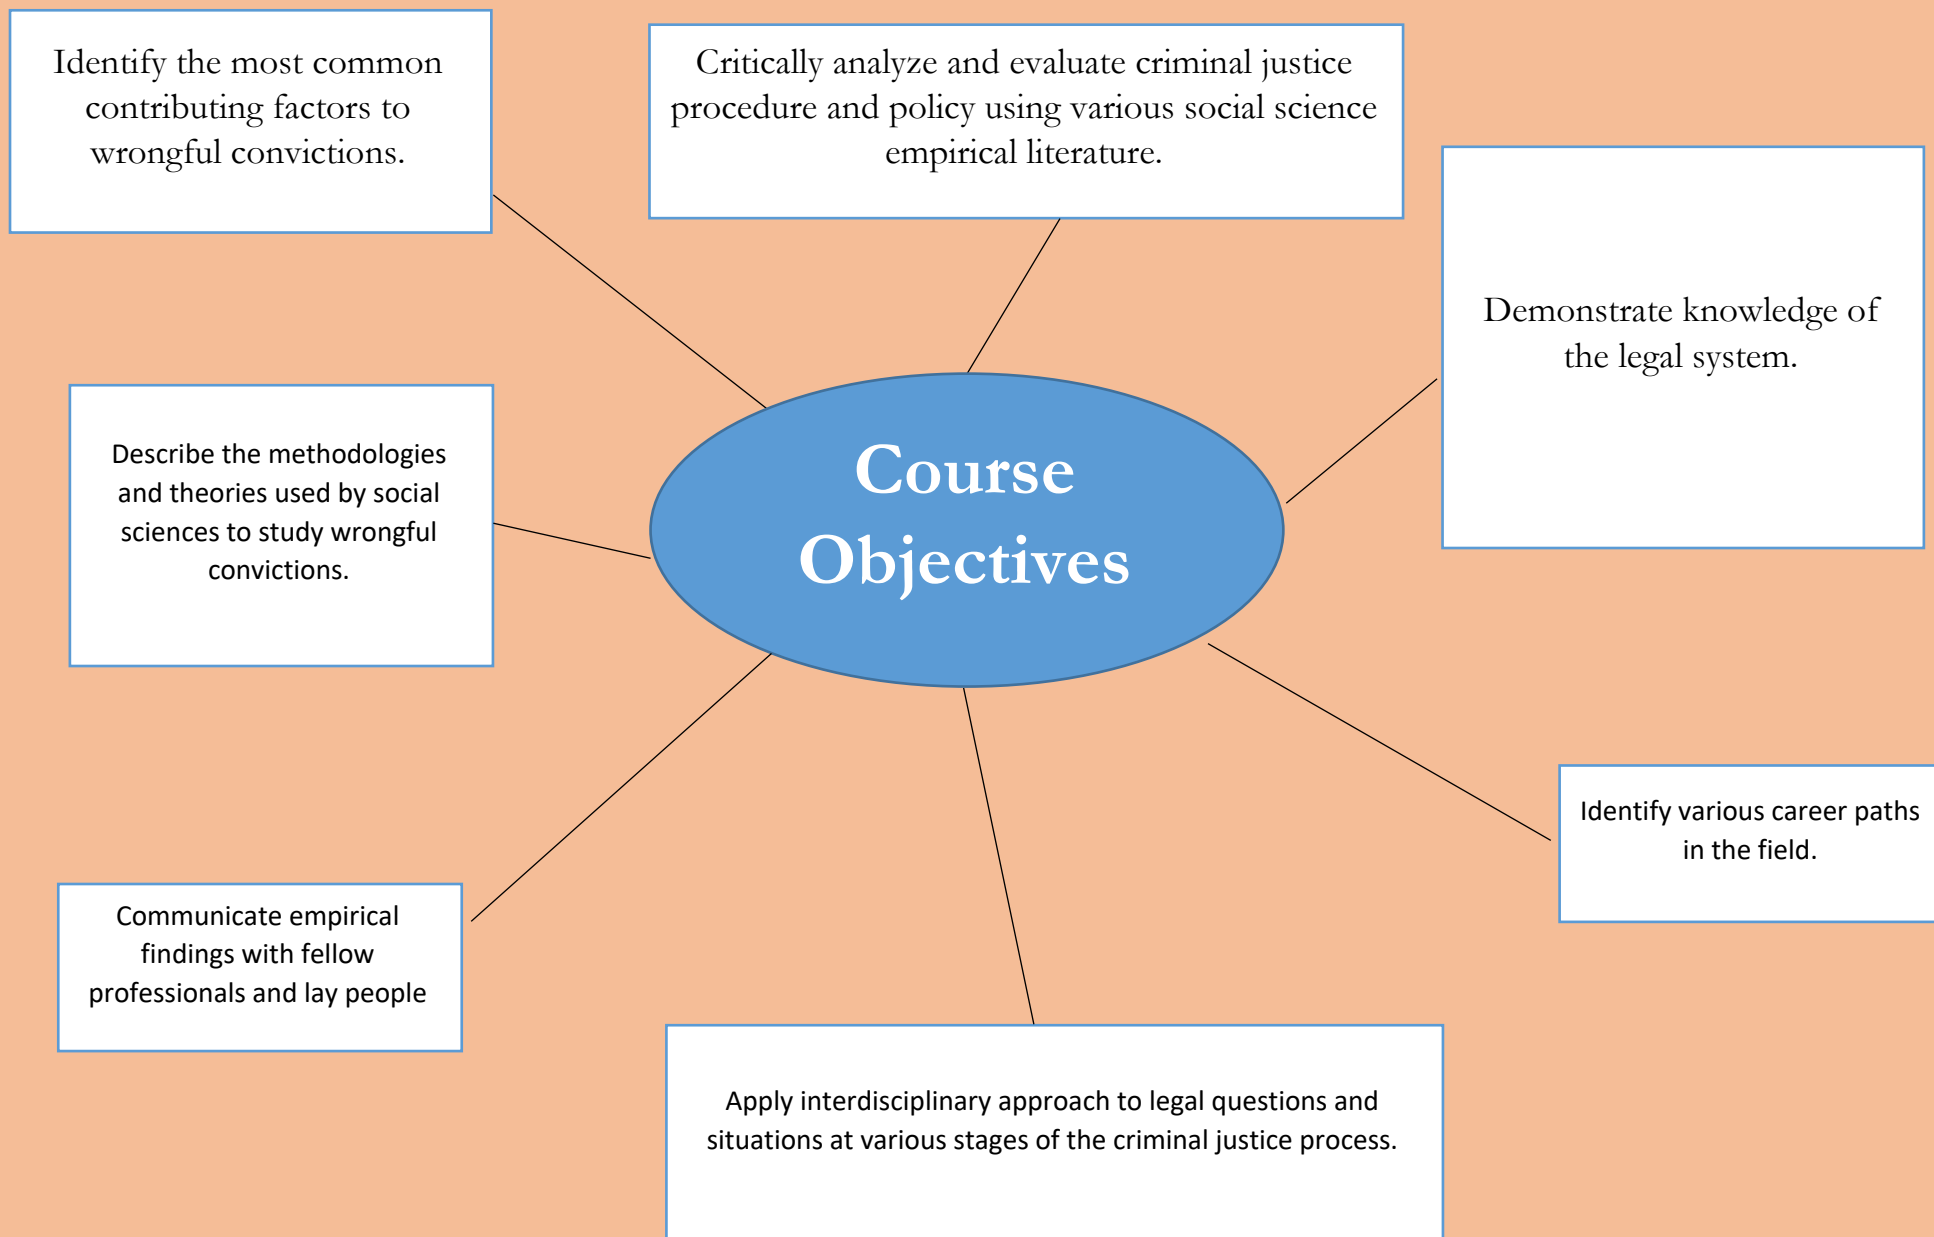 Identify the most common
contributing factors to
wrongful convictions.
Critically analyze and evaluate criminal justice
procedure and policy using various social science
empirical literature.
Demonstrate knowledge of
the legal system.
Course
Objectives
Describe the methodologies
and theories used by social
sciences to study wrongful
convictions.
Identify various career paths
in the field.
Communicate empirical
findings with fellow
professionals and lay people
Apply interdisciplinary approach to legal questions and
situations at various stages of the criminal justice process.